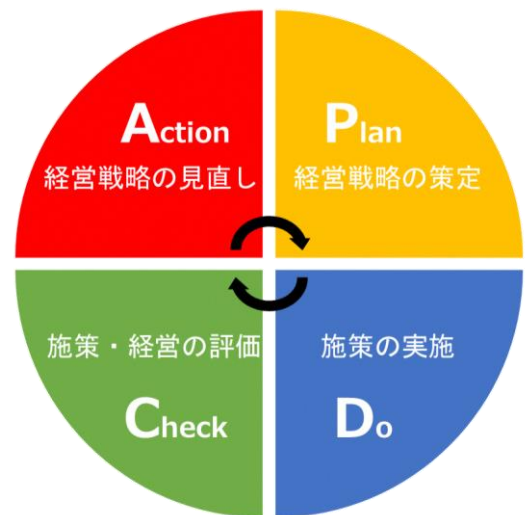 Action
経営戦略の見直し
Plan
経営戦略の策定
施策・経営の評価
Check
施策の実施
Do